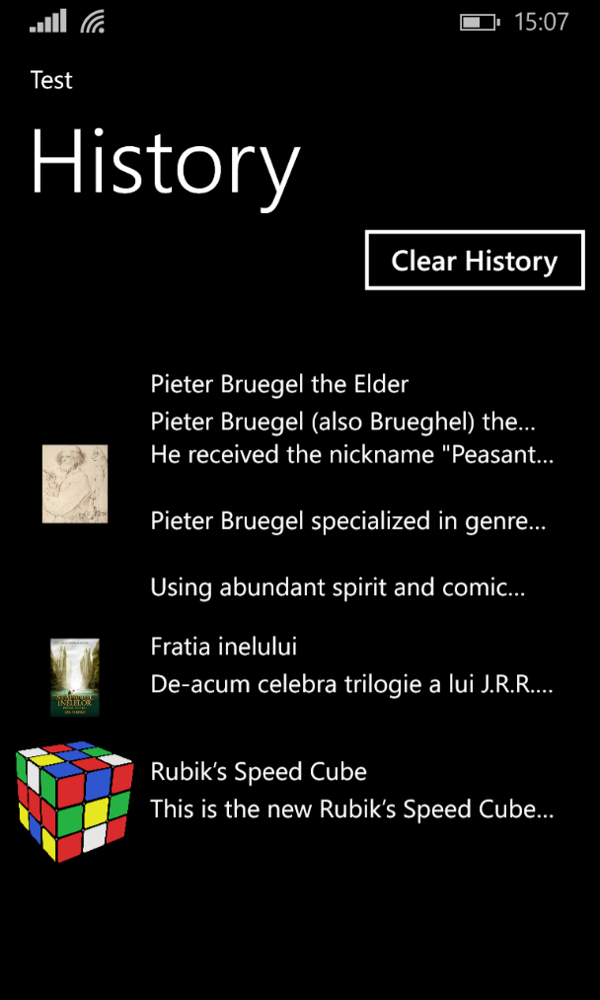 15:07
Test
History
Clear History
Pieter Bruegel the Elder
Pieter Bruegel (also Brueghel) the...
He received the nickname "Peasant...
Pieter Bruegel specialized in genre...
Using abundant spirit and comic...
Fratia inelului
De-acum celebra trilogie a lui J.R.R....
STAPANUL
INELELOR
Rubik’s Speed Cube
This is the new Rubik’s Speed Cube...